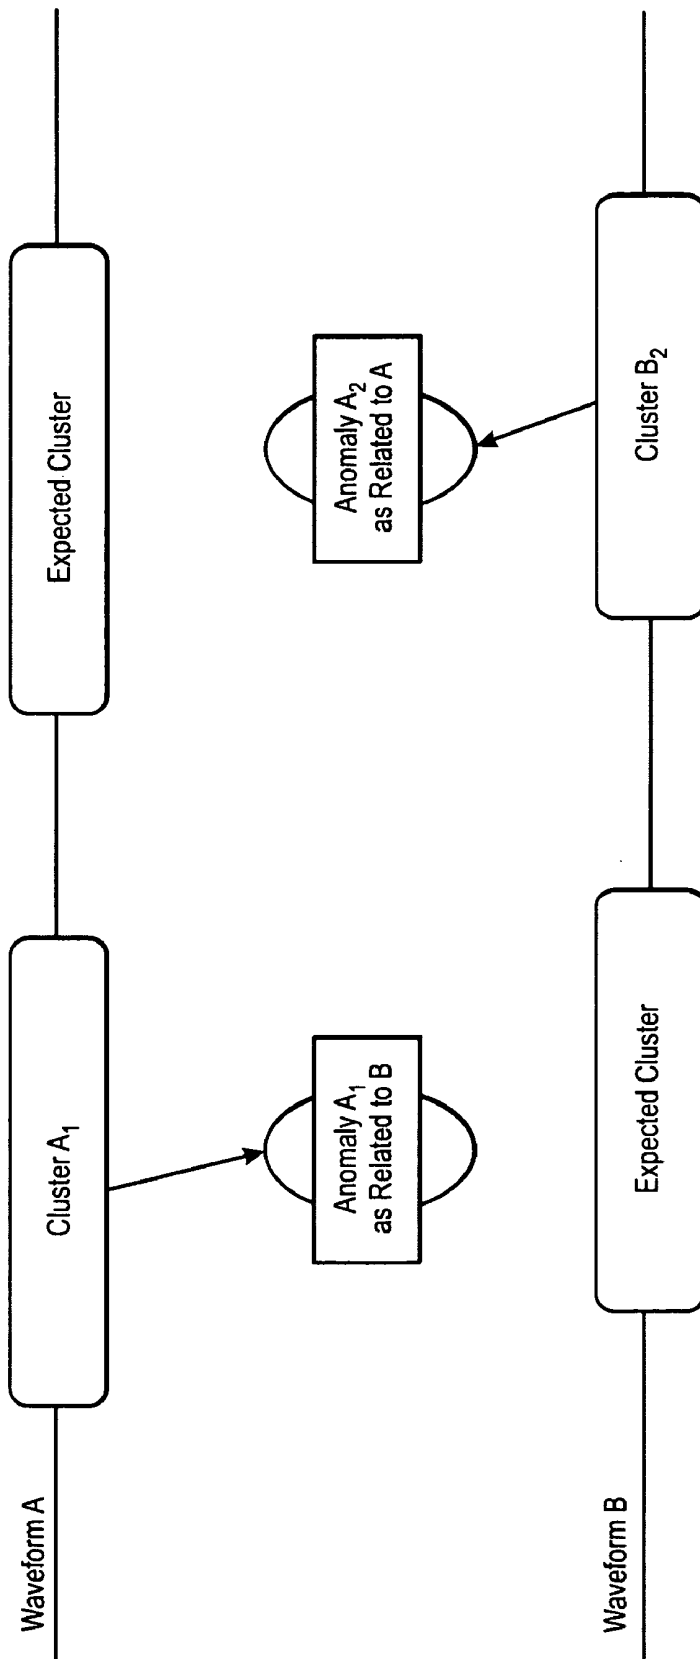 Waveform A
Cluster A₁
Expected Cluster
Anomaly A₁
as Related to B
Anomaly A₂
as Related to A
Waveform B
Expected Cluster
Cluster B₂